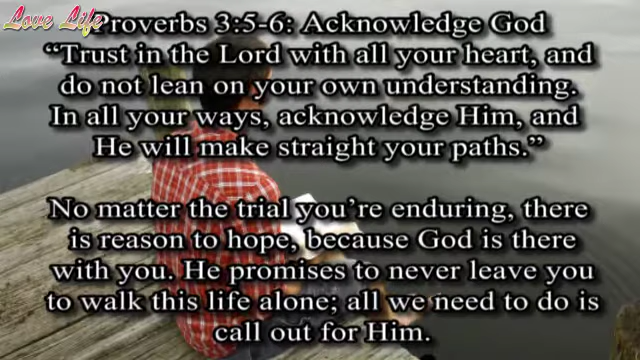 Love Life
Proverbs 3:5-6: Acknowledge God
“Trust in the Lord with all your heart, and
do not lean on your own understanding.
In all your ways, acknowledge Him, and
He will make straight your paths.”
No matter the trial you’re enduring, there
is reason to hope, because God is there
with you. He promises to never leave you
to walk this life alone; all we need to do is
call out for Him.